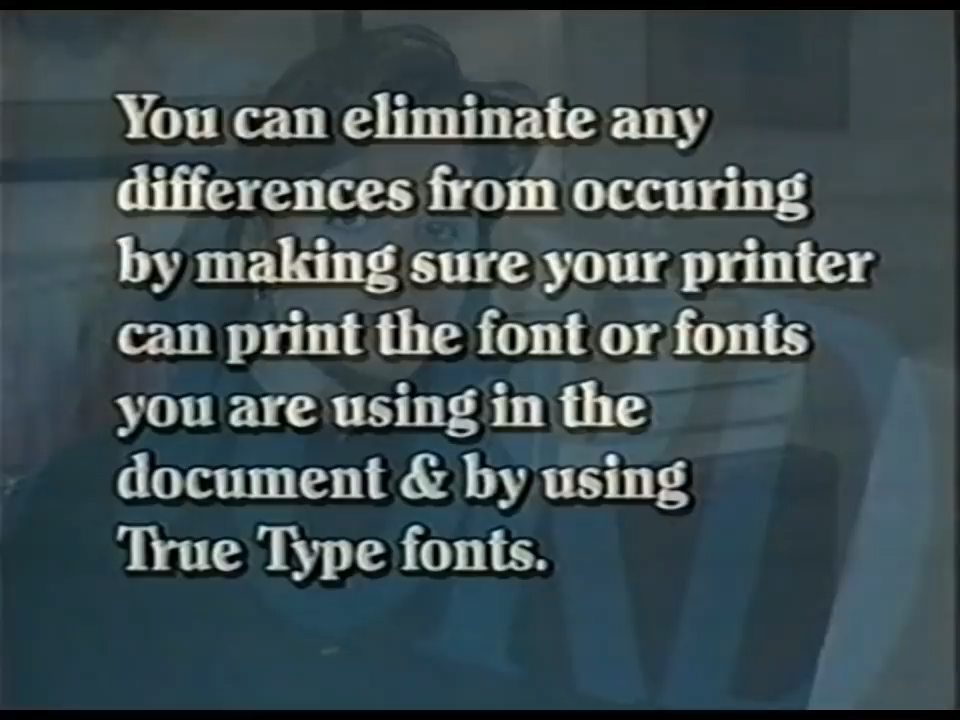 You can eliminate any
differences from occuring
by making sure your printer
can print the font or fonts
you are using in the
document & by using
True Type fonts.